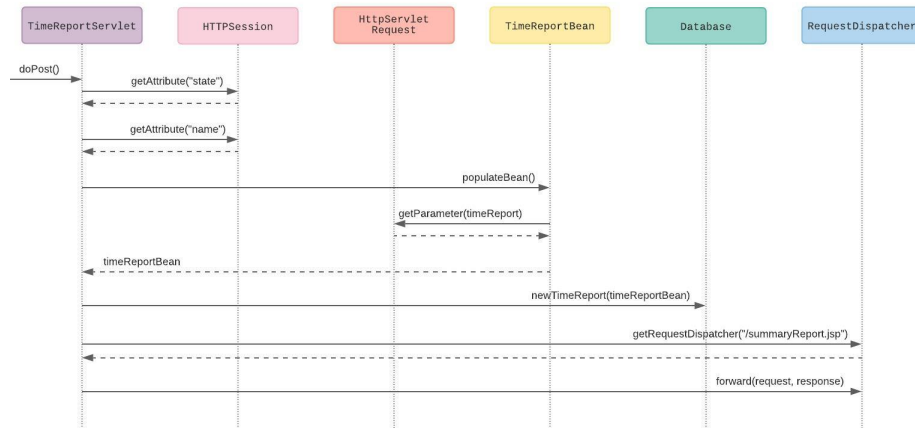 TimeReportServlet
HTTPSession
HttpServlet
Request
TimeReportBean
Database
RequestDispatcher
doPost()
getAttribute("state")
getAttribute("name")
populateBean()
getParameter(timeReport)
timeReportBean
newTimeReport(timeReportBean)
getRequestDispatcher("/summaryReport.jsp")
forward(request, response)